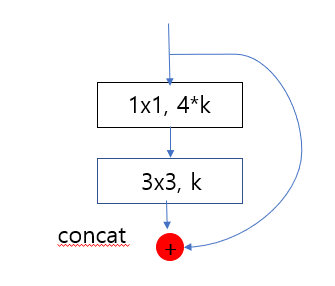 1x1, 4*k
3x3, k
concat
+